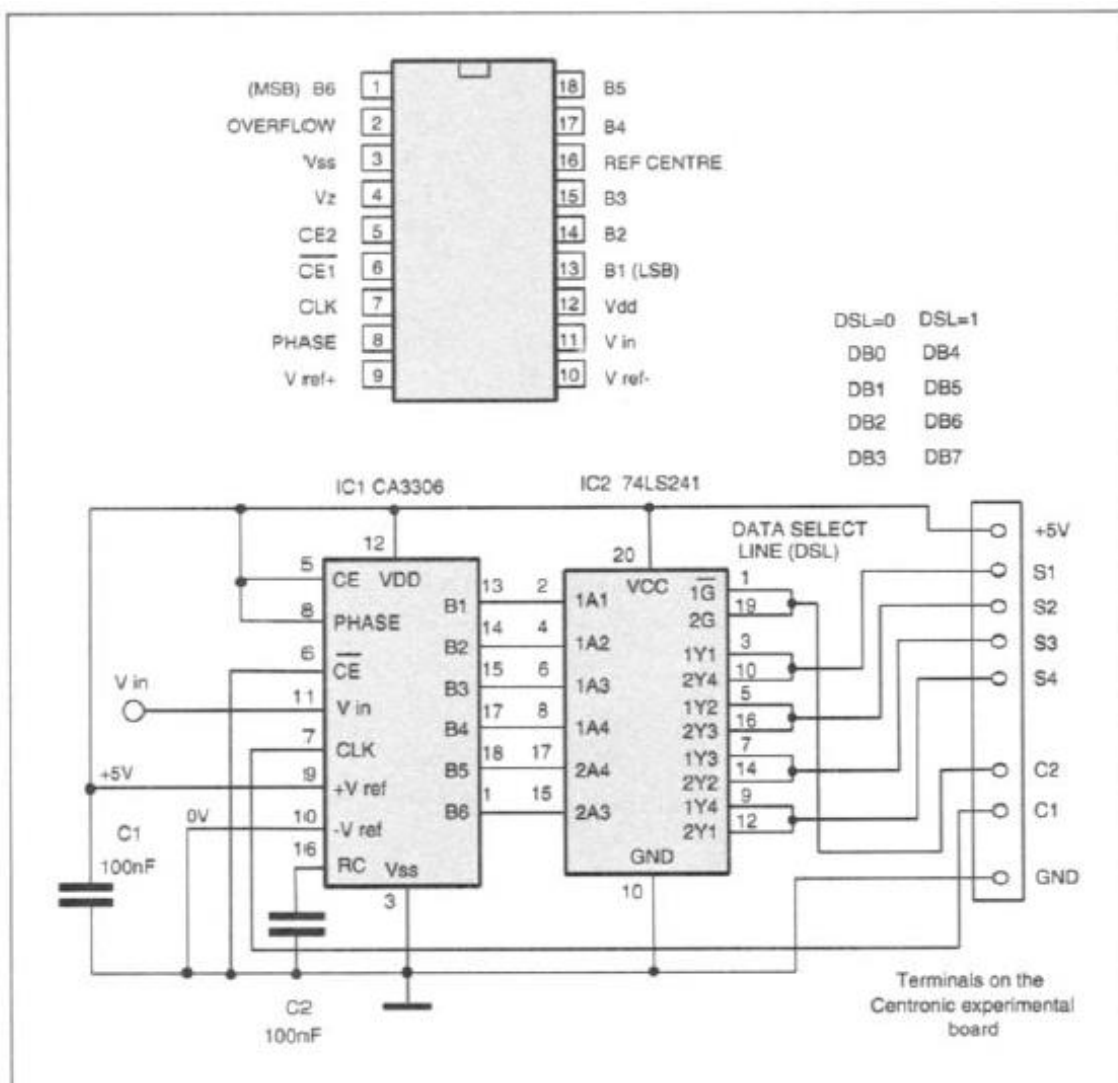 (MSB) B6 1 18 B5
OVERFLOW 2 17 B4
Vss 3 16 REF CENTRE
Vz 4 15 B3
CE2 5 14 B2
CE1 6 13 B1 (LSB)
CLK 7 12 Vdd
PHASE 8 11 V in
V ref+ 9 10 V ref-
DSL=0 DSL=1
DB0 DB4
DB1 DB5
DB2 DB6
DB3 DB7
IC1 CA3306 IC2 74LS241
DATA SELECT
LINE (DSL)
12 20
+5V
5 CE VDD 13 2 VCC 1G 1
S1
B1 1A1 2G 19
8 PHASE 14 4 S2
B2 1A2 1Y1 3
6 CE 15 6 2Y4 10 S3
B3 1A3 1Y2 5
V in 11 V in 17 8 2Y3 16 S4
B4 1A4
7 CLK 18 17 1Y3 7
B5 2A4 2Y2 14
+5V 9 +V ref 1 15 1Y4 9 C2
B6 2A3 2Y1 12
0V 10 -V ref C1
C1 16 GND
100nF RC Vss
3 10 GND
C2
100mF
Terminals on the
Centronic experimental
board